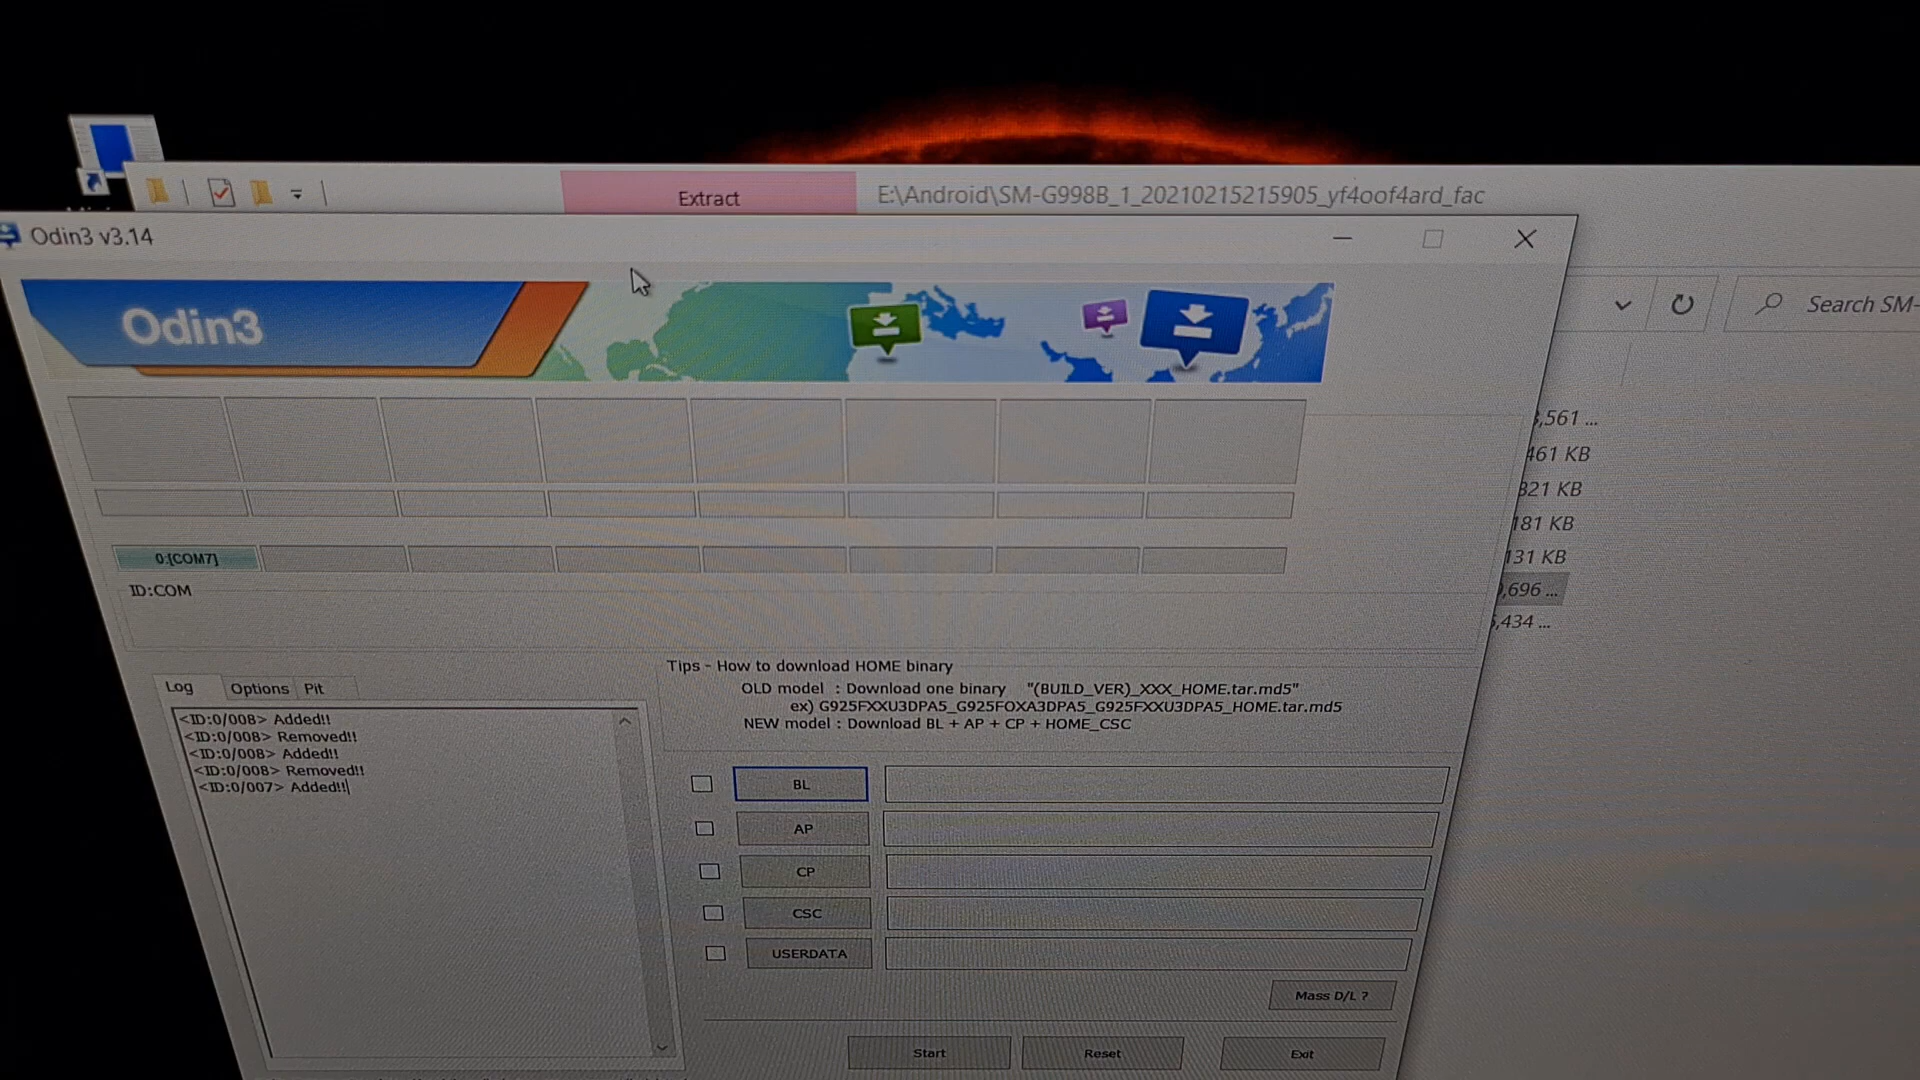 Extract
E:\Android\SM-G998B_1_20210215215905_yf4oof4ard_fac
Odin3 v3.14
Odin3
Search SM-
,561 ...
461 KB
321 KB
181 KB
131 KB
,696 ...
,434 ...
0:[COM7]
ID:COM
Log
Options
Pit
<ID:0/008> Added!!
<ID:0/008> Removed!!
<ID:0/008> Added!!
<ID:0/008> Removed!!
<ID:0/007> Added!!
Tips - How to download HOME binary
OLD model : Download one binary "(BUILD_VER)_XXX_HOME.tar.md5"
ex) G925FXXU3DPA5_G925FOXA3DPA5_G925FXXU3DPA5_HOME.tar.md5
NEW model : Download BL + AP + CP + HOME_CSC
BL
AP
CP
CSC
USERDATA
Mass D/L ?
Start
Reset
Exit